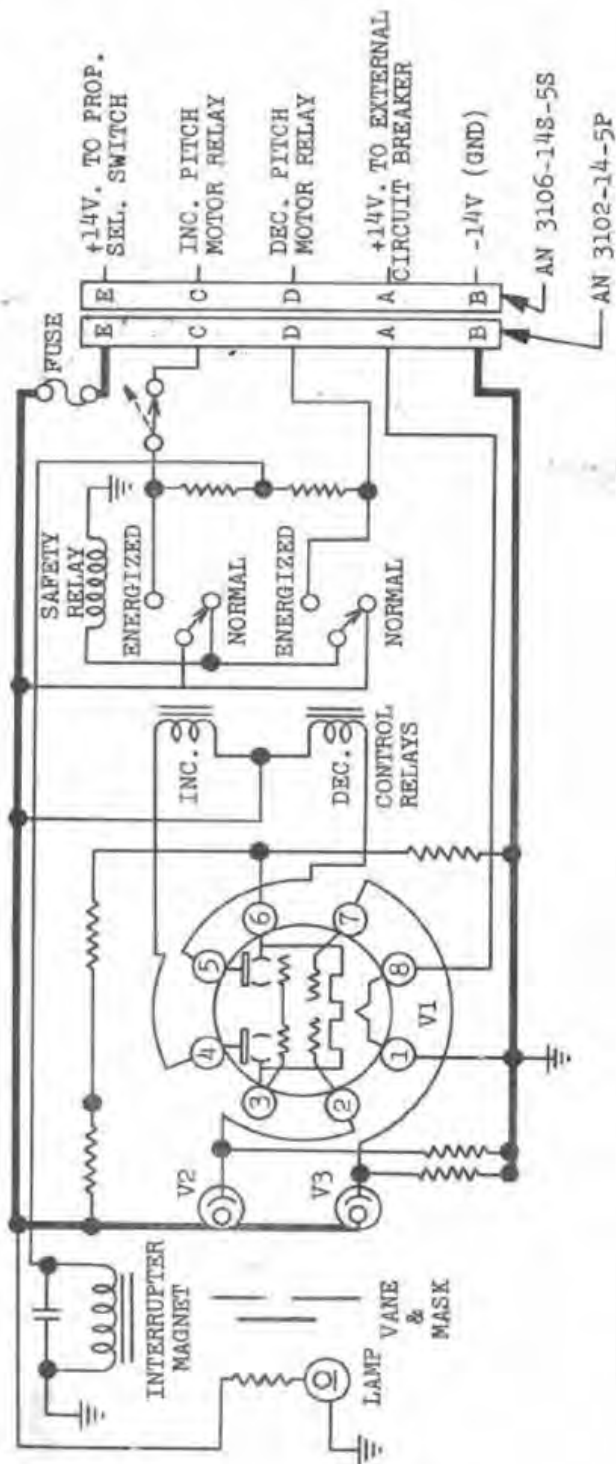 FUSE
+14V. TO PROP.
SEL. SWITCH
INC. PITCH
MOTOR RELAY
DEC. PITCH
MOTOR RELAY
+14V. TO EXTERNAL
CIRCUIT BREAKER
-14V (GND)
E E
C C
D D
A A
B B
AN 3106-14S-5S
AN 3102-14-5P
SAFETY
RELAY
ENERGIZED
NORMAL
ENERGIZED
NORMAL
INC.
DEC.
CONTROL
RELAYS
4
5
3
6
2
7
1
8
V1
V2
V3
INTERRUPTER
MAGNET
VANE
&
MASK
LAMP